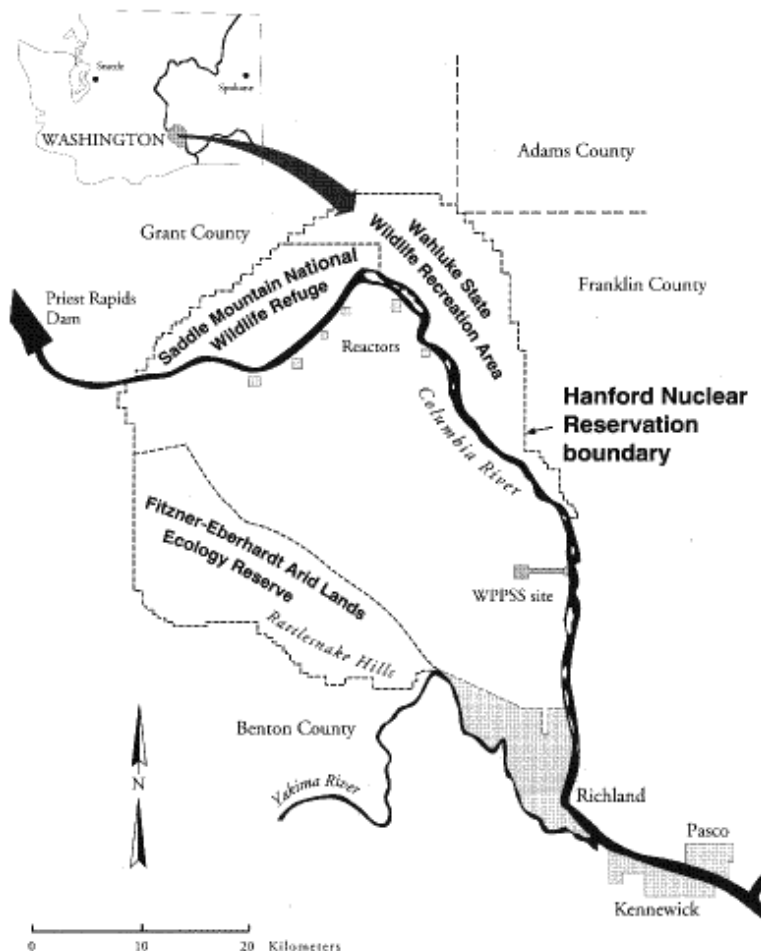 Seattle
Spokane
WASHINGTON
Adams County
Grant County
Wahluke State
Wildlife Recreation Area
Franklin County
Priest Rapids
Dam
Saddle Mountain National
Wildlife Refuge
Reactors
Columbia River
Hanford Nuclear
Reservation
boundary
Fitzner-Eberhardt Arid Lands
Ecology Reserve
WPPSS site
Rattlesnake Hills
Benton County
N
Yakima River
Richland
Pasco
Kennewick
0 10 20 Kilometers